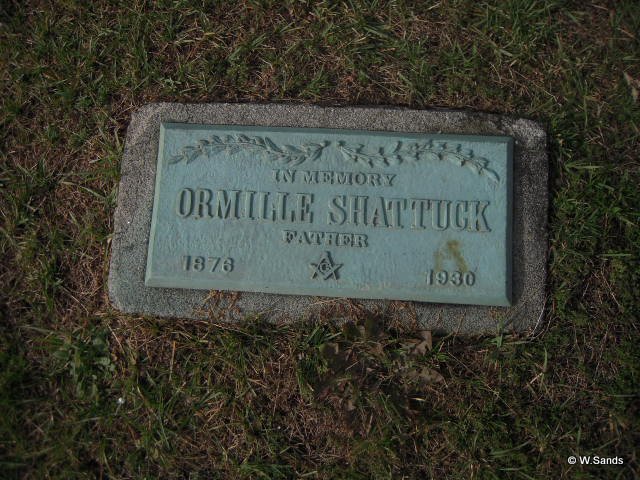 IN MEMORY
ORMILLE SHATTUCK
FATHER
1876 1930
© W.Sands